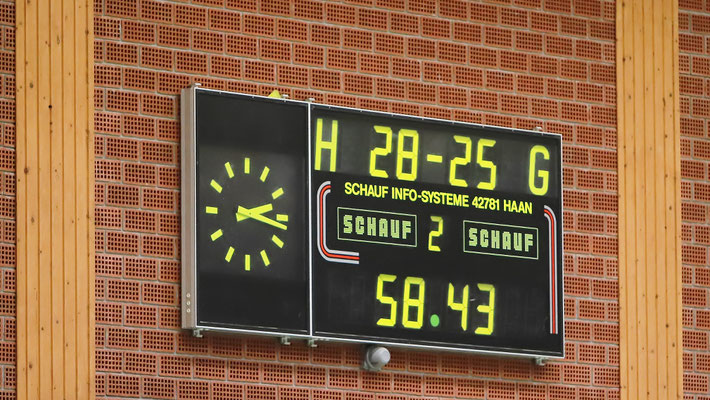 H 28-25 G
SCHAUF INFO-SYSTEME 42781 HAAN
SCHAUF 2 SCHAUF
58.43